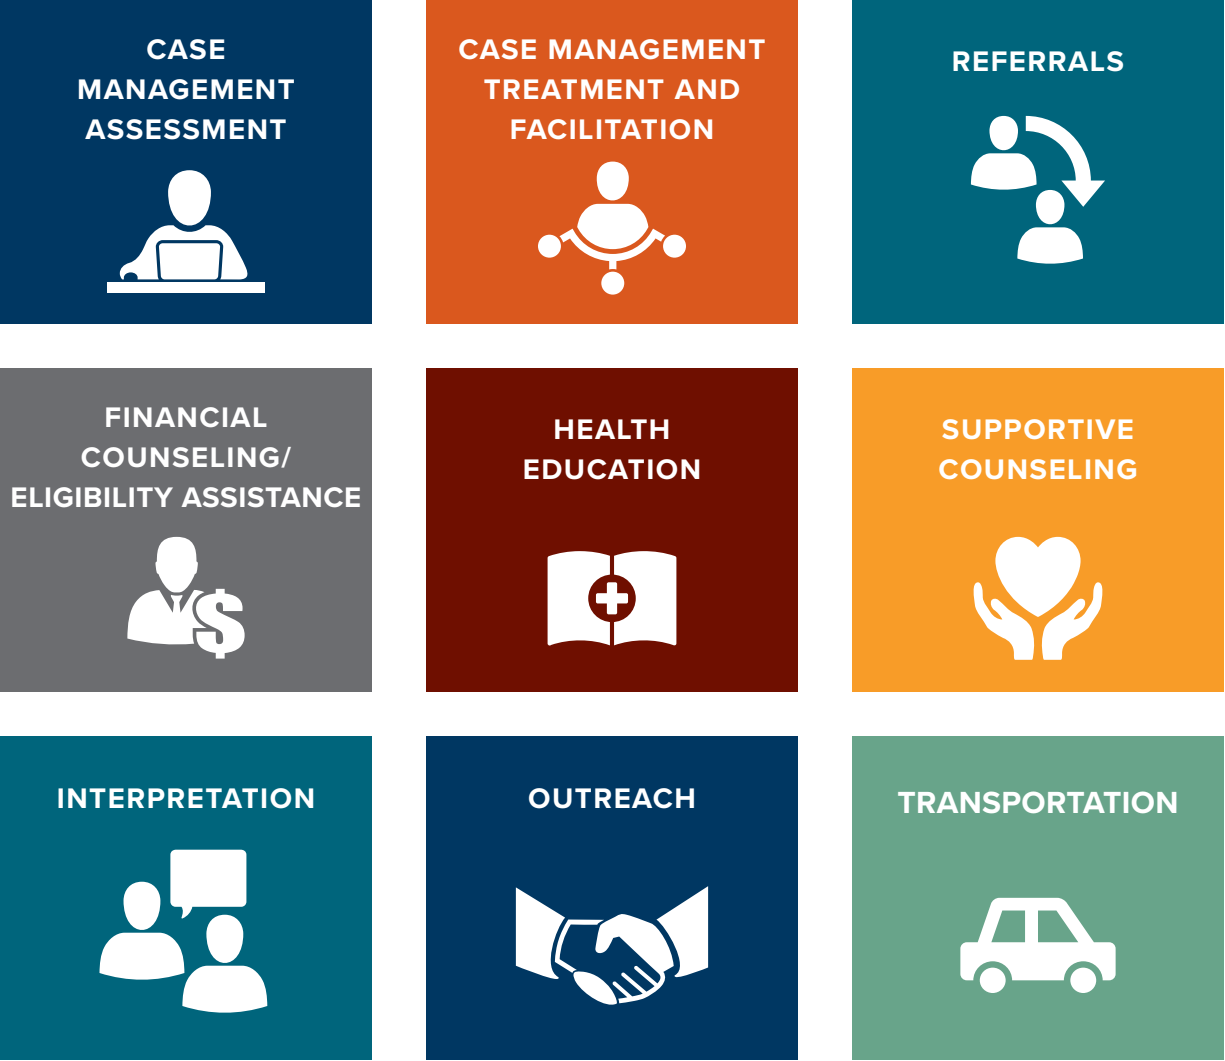 CASE
MANAGEMENT
ASSESSMENT
CASE MANAGEMENT
TREATMENT AND
FACILITATION
REFERRALS
FINANCIAL
COUNSELING/
ELIGIBILITY ASSISTANCE
$
HEALTH
EDUCATION
SUPPORTIVE
COUNSELING
INTERPRETATION
OUTREACH
TRANSPORTATION